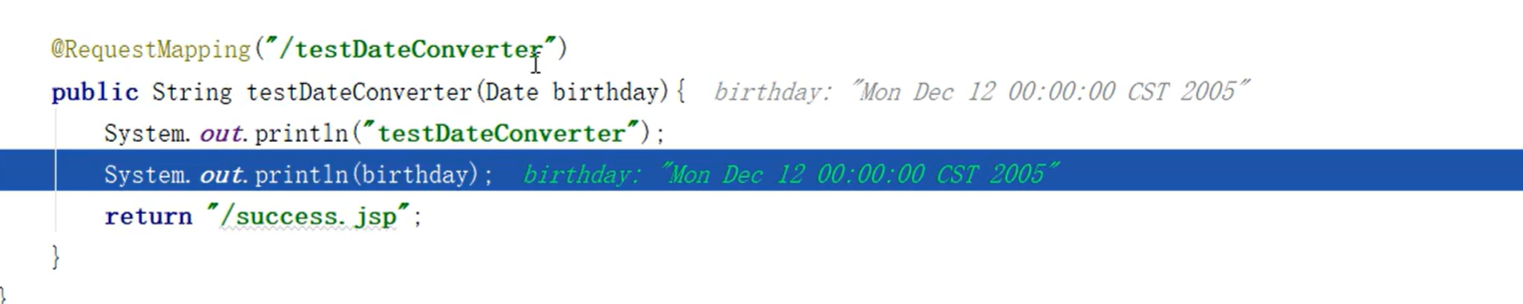 @RequestMapping("/testDateConverter")
public String testDateConverter(Date birthday){  birthday: "Mon Dec 12 00:00:00 CST 2005"
System.out.println("testDateConverter");
System.out.println(birthday);  birthday: "Mon Dec 12 00:00:00 CST 2005"
return "/success.jsp";
}
}